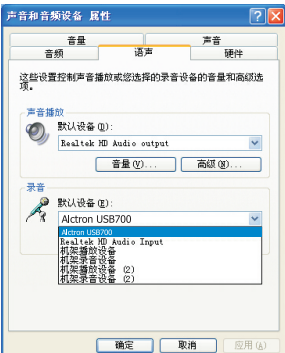 声音和音频设备 属性
音量
声音
音频
语声
硬件
这些设置控制声音播放或您选择的录音设备的音量和高级选
项。
声音播放
默认设备(D):
Realtek HD Audio output
音量(V)...
高级(N)...
录音
默认设备(E):
Alctron USB700
Alctron USB700
Realtek HD Audio Input
机架播放设备
机架录音设备
机架播放设备 (2)
机架录音设备 (2)
确定
取消
应用(A)